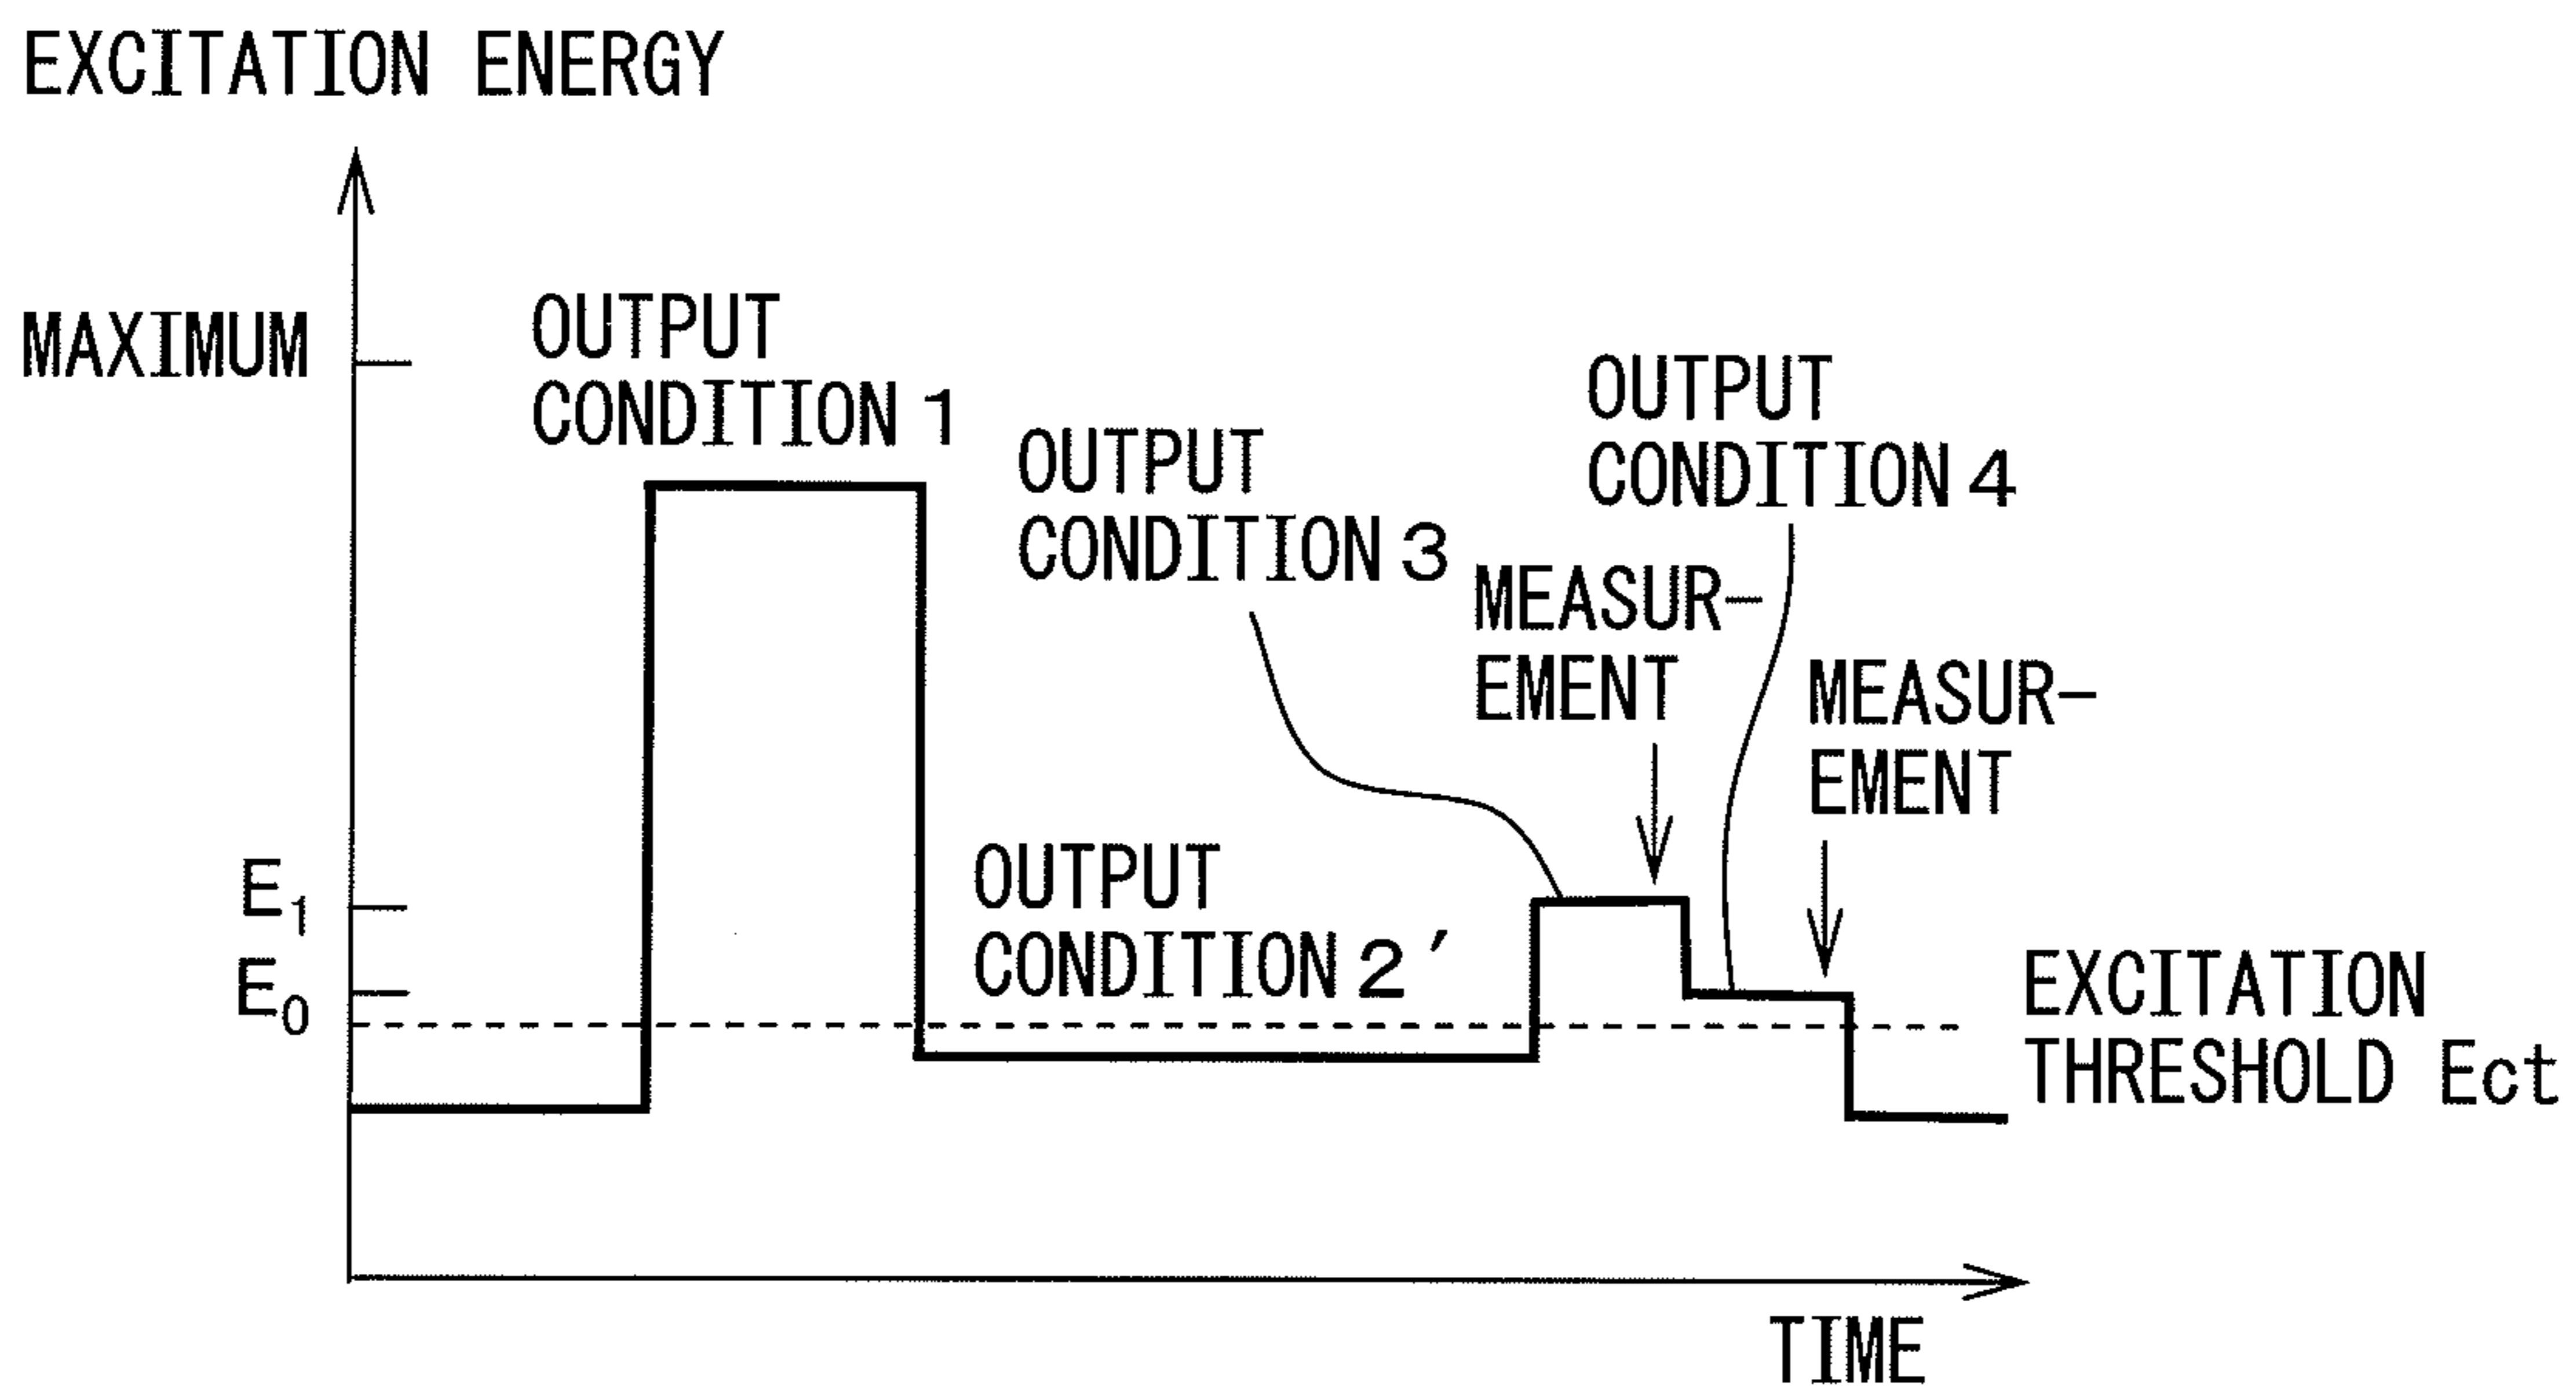 EXCITATION ENERGY
MAXIMUM
OUTPUT
CONDITION 1
OUTPUT
CONDITION 3
OUTPUT
CONDITION 4
MEASUR-
EMENT
MEASUR-
EMENT
E1
E0
OUTPUT
CONDITION 2'
EXCITATION
THRESHOLD Ect
TIME